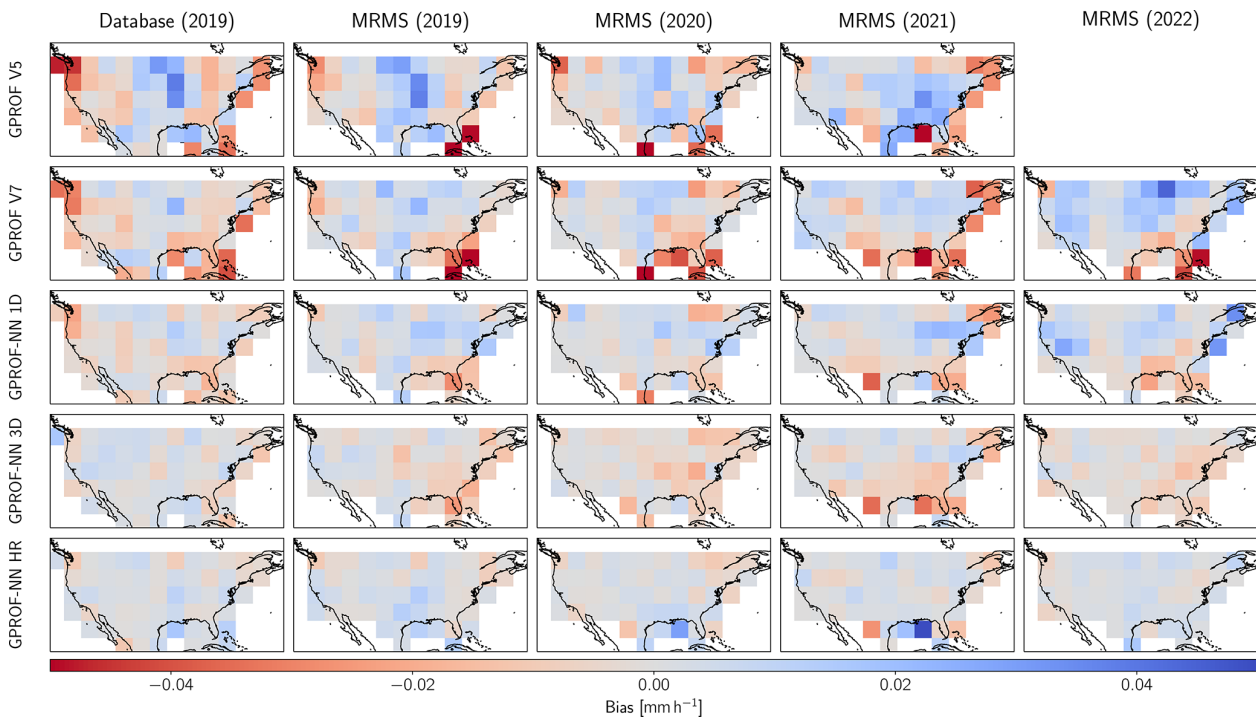 Database (2019) MRMS (2019) MRMS (2020) MRMS (2021) MRMS (2022)
GPROF V5
GPROF V7
GPROF-NN 1D
GPROF-NN 3D
GPROF-NN HR
−0.04 −0.02 0.00 0.02 0.04
Bias [mm h⁻¹]